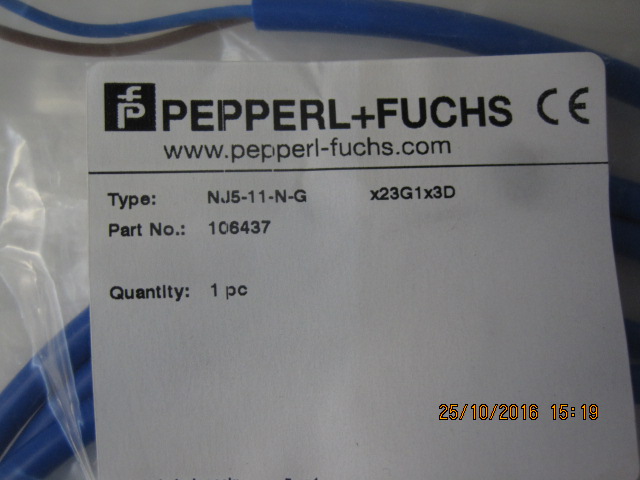 PEPPERL+FUCHS CE
www.pepperl-fuchs.com
Type: NJ5-11-N-G x23G1x3D
Part No.: 106437
Quantity: 1 pc
25/10/2016 15:19